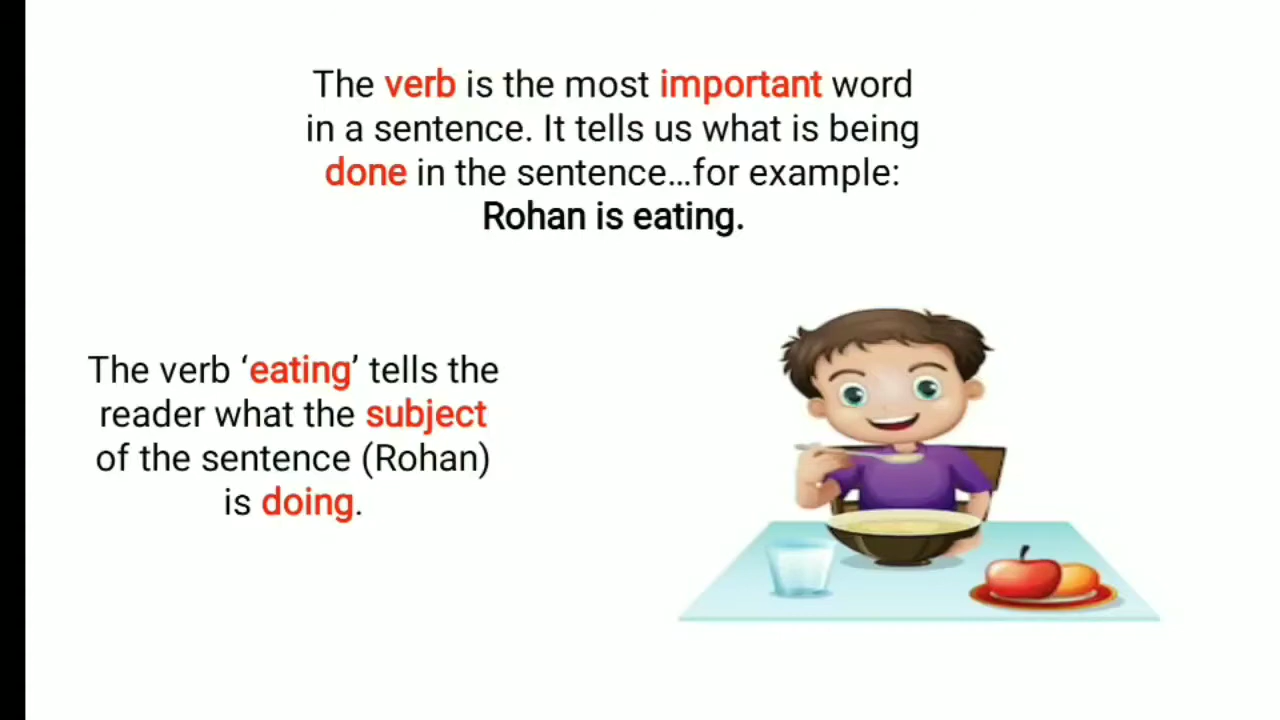 The verb is the most important word
in a sentence. It tells us what is being
done in the sentence...for example:
Rohan is eating.
The verb ‘eating’ tells the
reader what the subject
of the sentence (Rohan)
is doing.